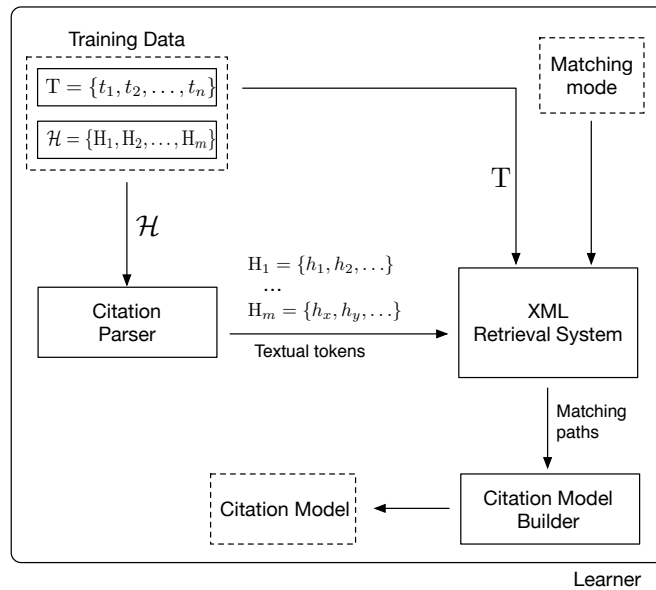 Training Data
T = {t₁, t₂, . . . , tₙ}
ℋ = {H₁, H₂, . . . , Hₘ}
Matching
mode
T
ℋ
H₁ = {h₁, h₂, . . .}
...
Hₘ = {hₓ, hᵧ, . . .}
Textual tokens
Citation
Parser
XML
Retrieval System
Matching
paths
Citation Model
Citation Model
Builder
Learner